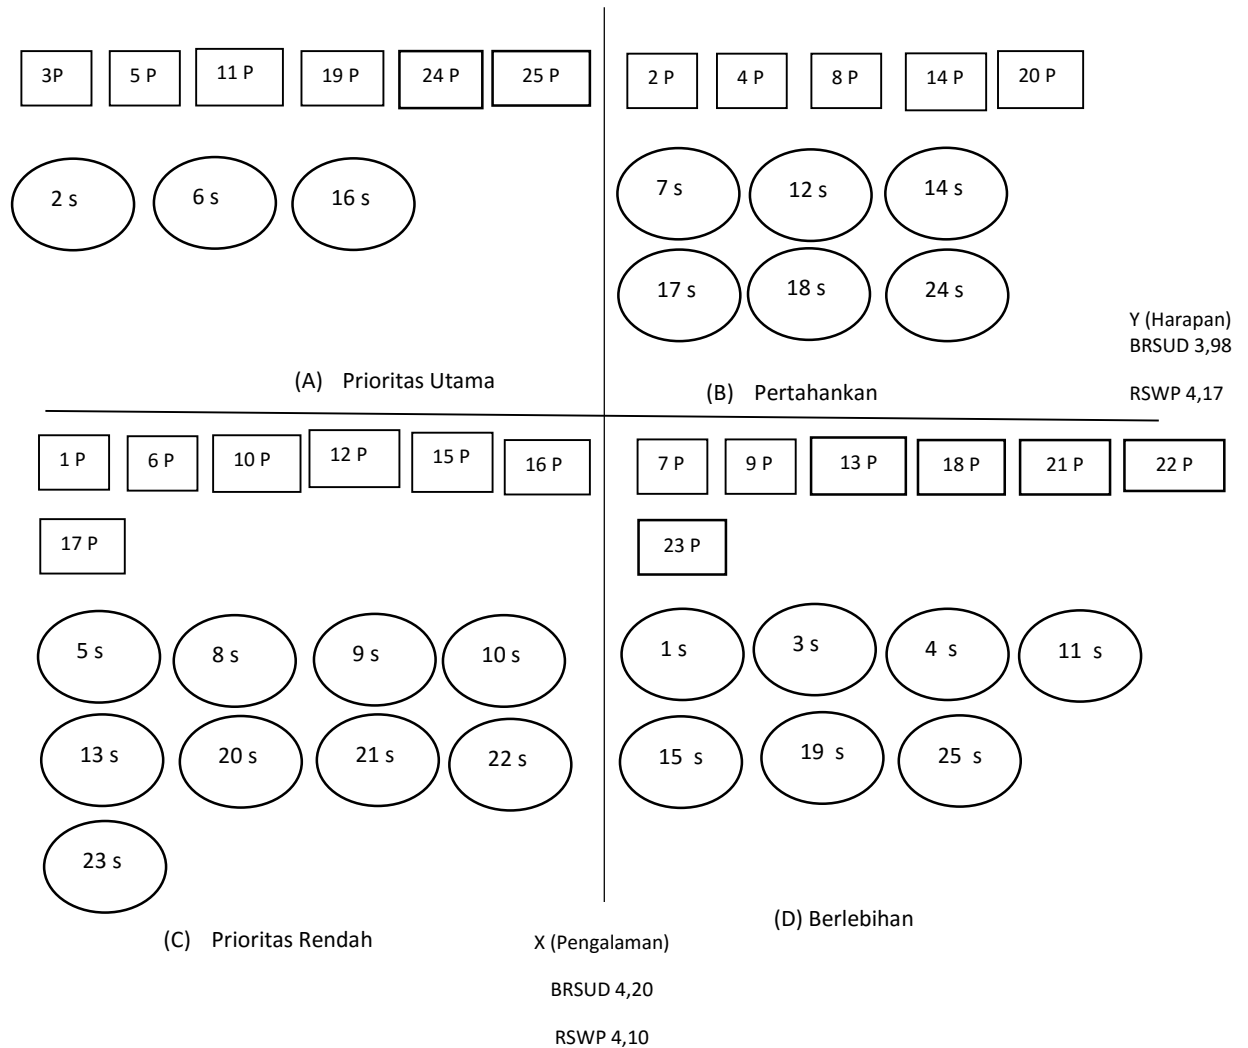 3P 5 P 11 P 19 P 24 P 25 P
2 s 6 s 16 s
(A) Prioritas Utama
2 P 4 P 8 P 14 P 20 P
7 s 12 s 14 s
17 s 18 s 24 s
(B) Pertahankan
Y (Harapan)
BRSUD 3,98
RSWP 4,17
1 P 6 P 10 P 12 P 15 P 16 P
17 P
5 s 8 s 9 s 10 s
13 s 20 s 21 s 22 s
23 s
(C) Prioritas Rendah
7 P 9 P 13 P 18 P 21 P 22 P
23 P
1 s 3 s 4 s 11 s
15 s 19 s 25 s
(D) Berlebihan
X (Pengalaman)
BRSUD 4,20
RSWP 4,10